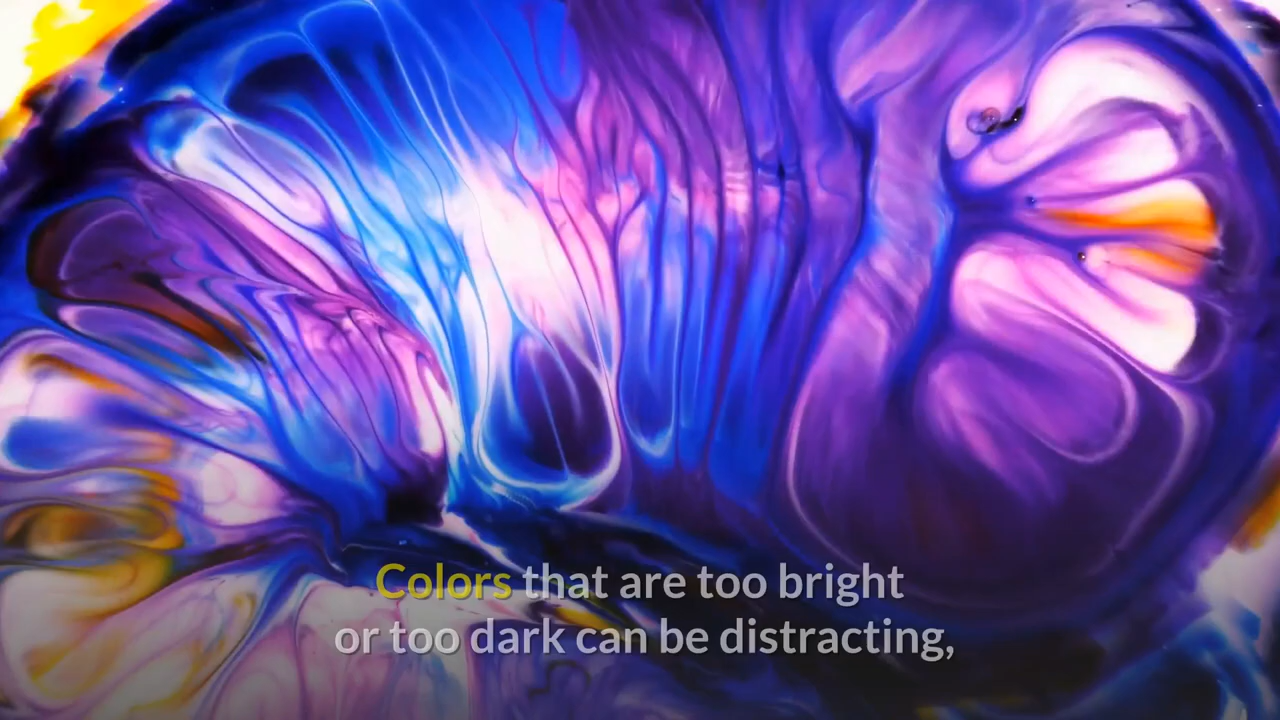 Colors that are too bright
or too dark can be distracting,